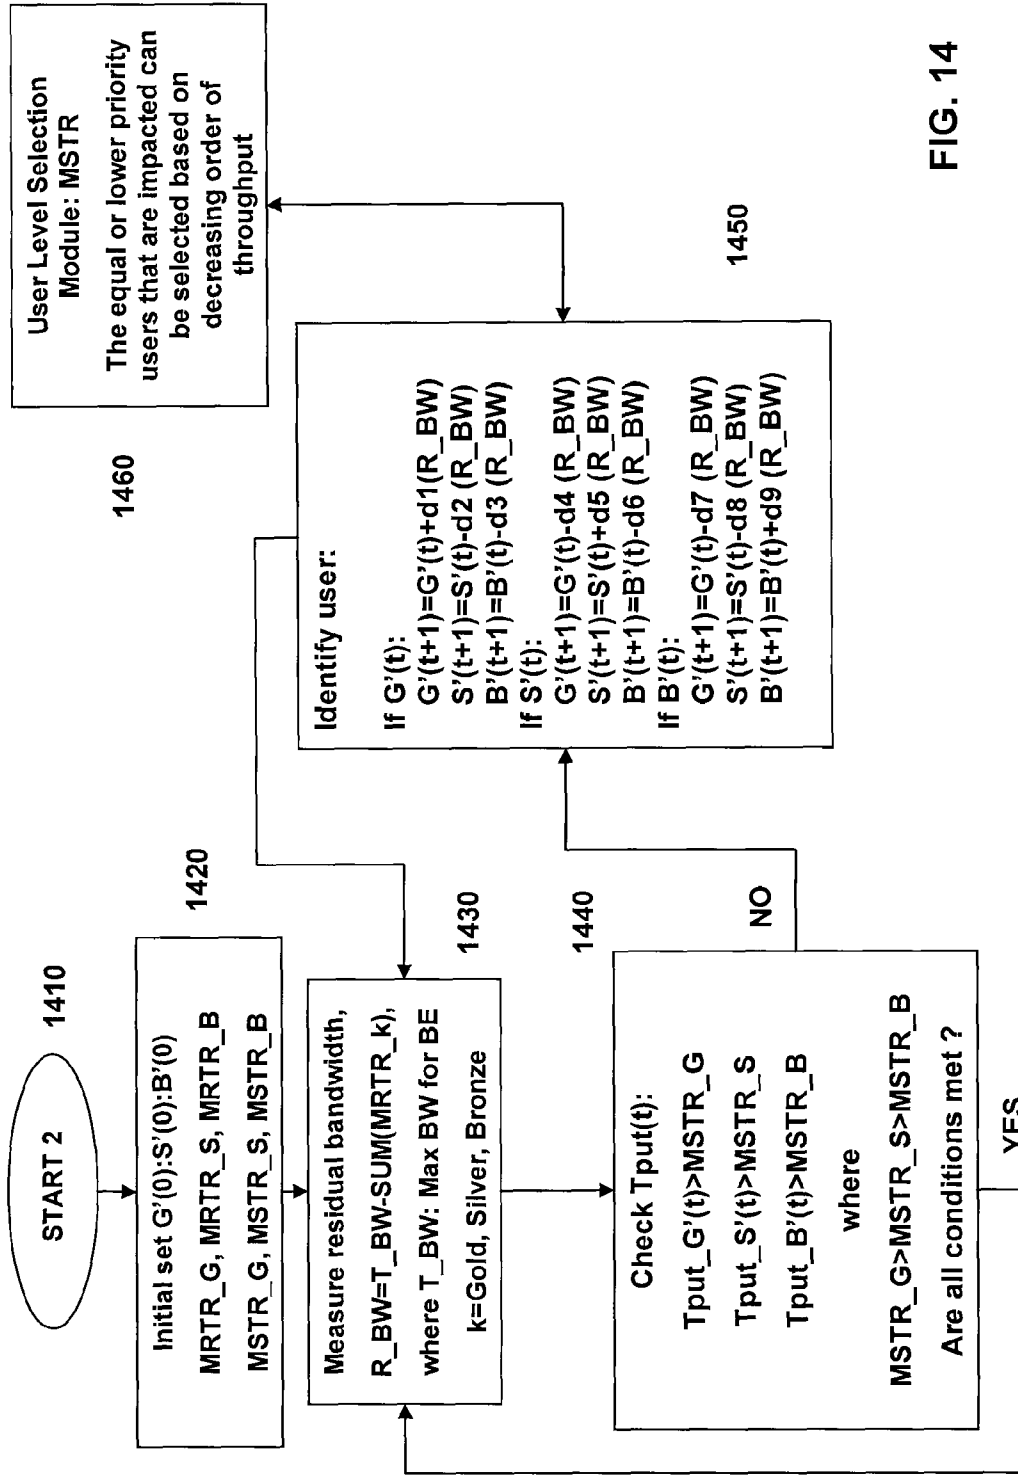 START 2
1410
Initial set G'(0):S'(0):B'(0)
MRTR_G, MRTR_S, MRTR_B
MSTR_G, MSTR_S, MSTR_B
1420
Measure residual bandwidth,
R_BW=T_BW-SUM(MRTR_k),
where T_BW: Max BW for BE
k=Gold, Silver, Bronze
1430
Check Tput(t):
Tput_G'(t)>MSTR_G
Tput_S'(t)>MSTR_S
Tput_B'(t)>MSTR_B
where
MSTR_G>MSTR_S>MSTR_B
Are all conditions met ?
1440
YES
NO
Identify user:
If G'(t):
G'(t+1)=G'(t)+d1(R_BW)
S'(t+1)=S'(t)-d2 (R_BW)
B'(t+1)=B'(t)-d3 (R_BW)
If S'(t):
G'(t+1)=G'(t)-d4 (R_BW)
S'(t+1)=S'(t)+d5 (R_BW)
B'(t+1)=B'(t)-d6 (R_BW)
If B'(t):
G'(t+1)=G'(t)-d7 (R_BW)
S'(t+1)=S'(t)-d8 (R_BW)
B'(t+1)=B'(t)+d9 (R_BW)
1450
User Level Selection
Module: MSTR
The equal or lower priority
users that are impacted can
be selected based on
decreasing order of
throughput
1460
FIG. 14